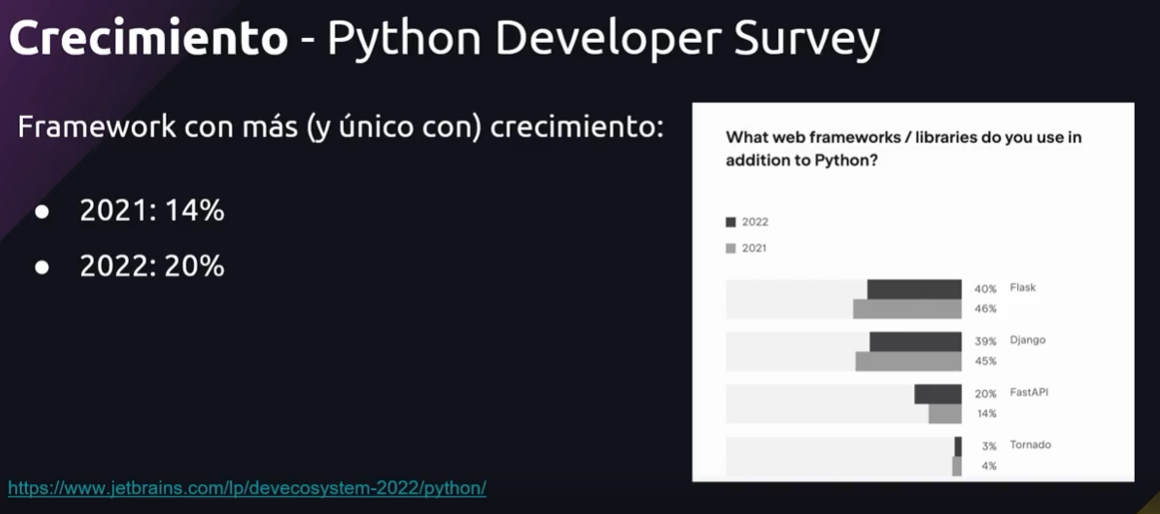 Crecimiento - Python Developer Survey
Framework con más (y único con) crecimiento:
● 2021: 14%
● 2022: 20%
https://www.jetbrains.com/lp/devecosystem-2022/python/
What web frameworks / libraries do you use in
addition to Python?
2022
2021
40% Flask
46%
39% Django
45%
20% FastAPI
14%
3% Tornado
4%